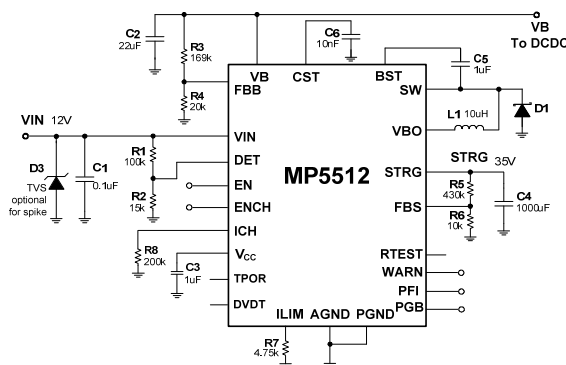 C2
22uF
R3
169k
C6
10nF
VB
To DCDC
VB
CST
BST
C5
1uF
FBB
SW
R4
20k
D1
L1 10uH
VIN 12V
VIN
VBO
R1
100k
DET
MP5512
STRG
STRG 35V
D3
TVS
optional
for spike
C1
0.1uF
EN
R5
430k
C4
1000uF
R2
15k
ENCH
FBS
R6
10k
ICH
R8
200k
VCC
RTEST
C3
1uF
WARN
TPOR
PFI
DVDT
PGB
ILIM AGND PGND
R7
4.75k